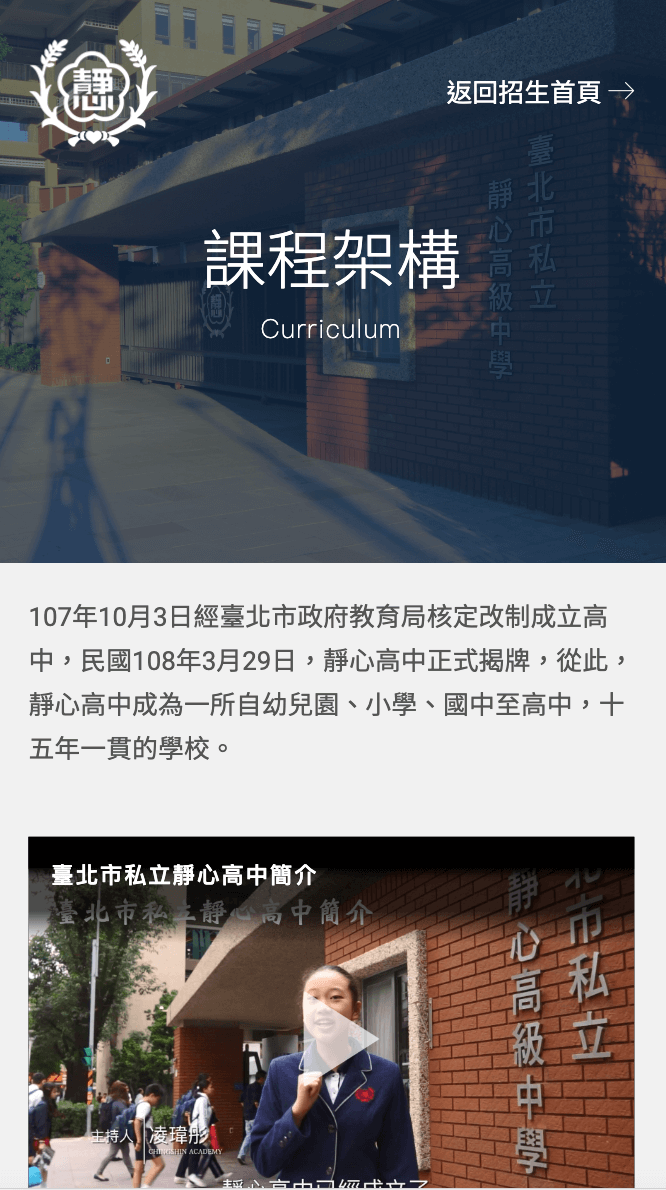 靜心
返回招生首頁 →
臺北市私立
靜心高級中學
課程架構
Curriculum
107年10月3日經臺北市政府教育局核定改制成立高
中，民國108年3月29日，靜心高中正式揭牌，從此，
靜心高中成為一所自幼兒園、小學、國中至高中，十
五年一貫的學校。
臺北市私立靜心高中簡介
臺北市私立靜心高中簡介
北市私立
靜心高級中學
主持人 凌瑋彤
CHINGSHIN ACADEMY
靜心高中已經成立了